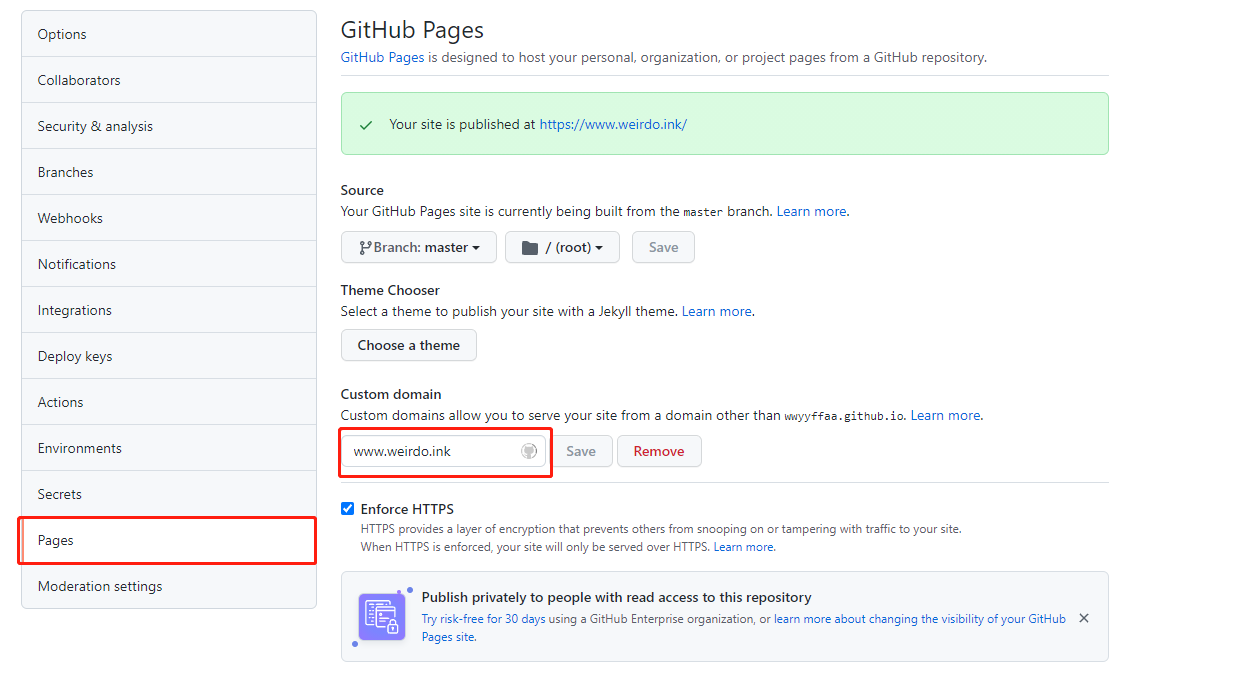 Options
Collaborators
Security & analysis
Branches
Webhooks
Notifications
Integrations
Deploy keys
Actions
Environments
Secrets
Pages
Moderation settings
GitHub Pages
GitHub Pages is designed to host your personal, organization, or project pages from a GitHub repository.
Your site is published at https://www.weirdo.ink/
Source
Your GitHub Pages site is currently being built from the master branch. Learn more.
Branch: master
/ (root)
Save
Theme Chooser
Select a theme to publish your site with a Jekyll theme. Learn more.
Choose a theme
Custom domain
Custom domains allow you to serve your site from a domain other than wwyyffaa.github.io. Learn more.
www.weirdo.ink
Save
Remove
Enforce HTTPS
HTTPS provides a layer of encryption that prevents others from snooping on or tampering with traffic to your site.
When HTTPS is enforced, your site will only be served over HTTPS. Learn more.
Publish privately to people with read access to this repository
Try risk-free for 30 days using a GitHub Enterprise organization, or learn more about changing the visibility of your GitHub
Pages site.